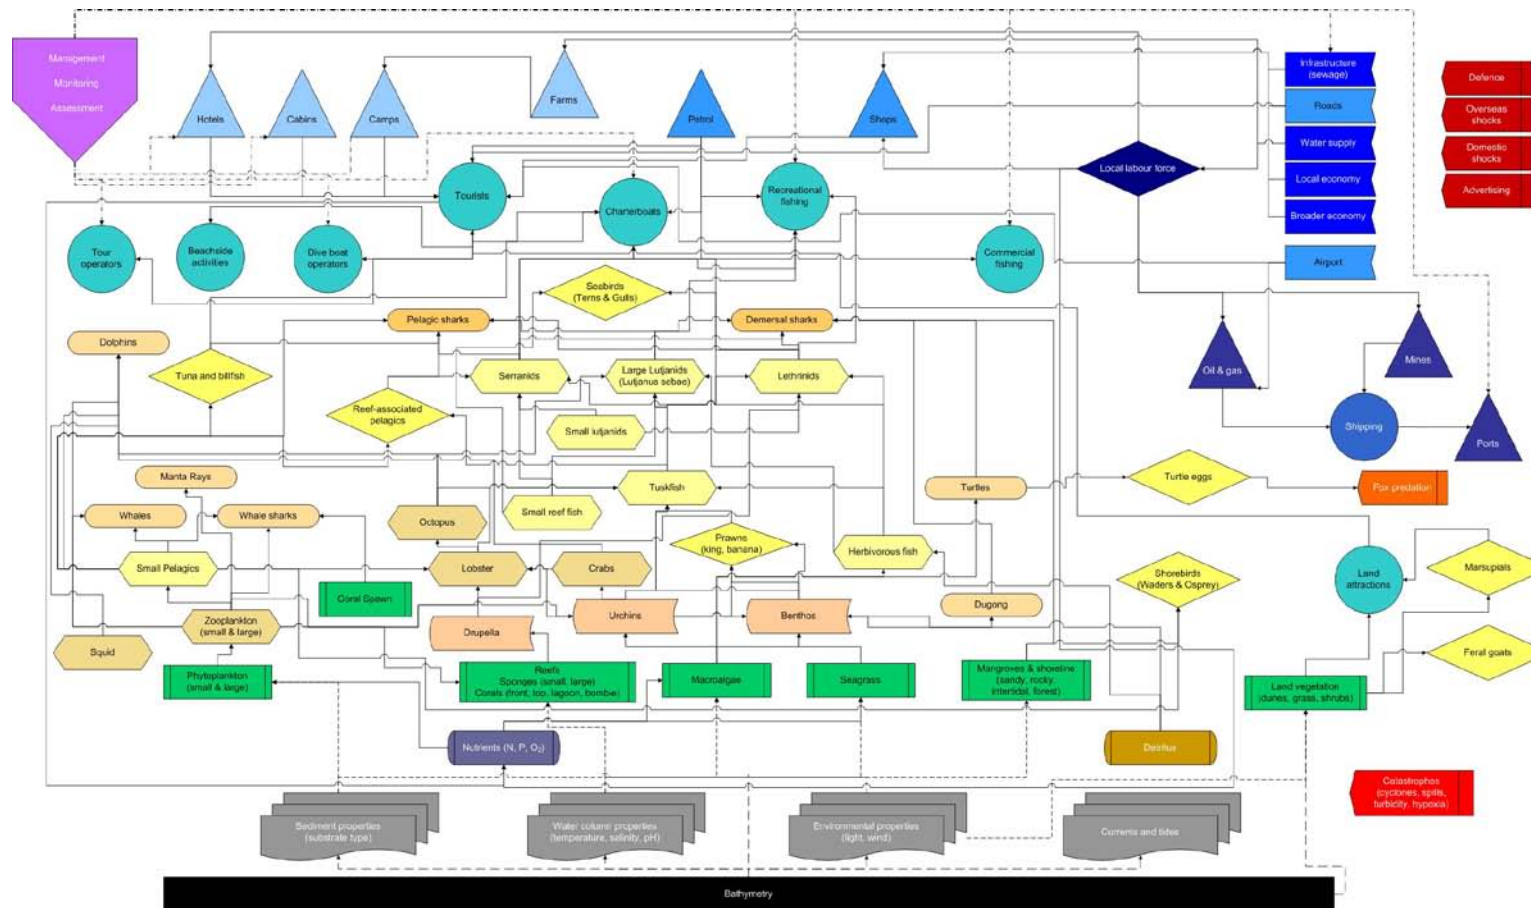 Management
Monitoring
Assessment
Hotels
Cabins
Camps
Farms
Petrol
Shops
Infrastructure
(sewage)
Roads
Water supply
Local economy
Broader economy
Airport
Defence
Overseas
shocks
Domestic
shocks
Advertising
Local labour force
Tourists
Charterboats
Recreational
fishing
Tour
operators
Beachside
activities
Dive boat
operators
Commercial
fishing
Seabirds
(Terns & Gulls)
Pelagic sharks
Demersal sharks
Dolphins
Tuna and billfish
Serranids
Large Lutjanids
(Lutjanus sebae)
Lethrinids
Oil & gas
Mines
Reef-associated
pelagics
Small lutjanids
Shipping
Ports
Manta Rays
Tuskfish
Turtles
Turtle eggs
Fox predation
Whales
Whale sharks
Octopus
Small reef fish
Prawns
(king, banana)
Herbivorous fish
Small Pelagics
Lobster
Crabs
Shorebirds
(Waders & Osprey)
Land
attractions
Marsupials
Coral Spawn
Zooplankton
(small & large)
Urchins
Benthos
Dugong
Drupella
Squid
Feral goats
Phytoplankton
(small & large)
Reefs
Sponges (small, large)
Corals (front, top, lagoon, bombie)
Macroalgae
Seagrass
Mangroves & shoreline
(sandy, rocky,
intertidal, forest)
Land vegetation
(dunes, grass, shrubs)
Nutrients (N, P, O₂)
Detritus
Catastrophes
(cyclones, spills,
turbidity, hypoxia)
Sediment properties
(substrate type)
Water column properties
(temperature, salinity, pH)
Environmental properties
(light, wind)
Currents and tides
Bathymetry